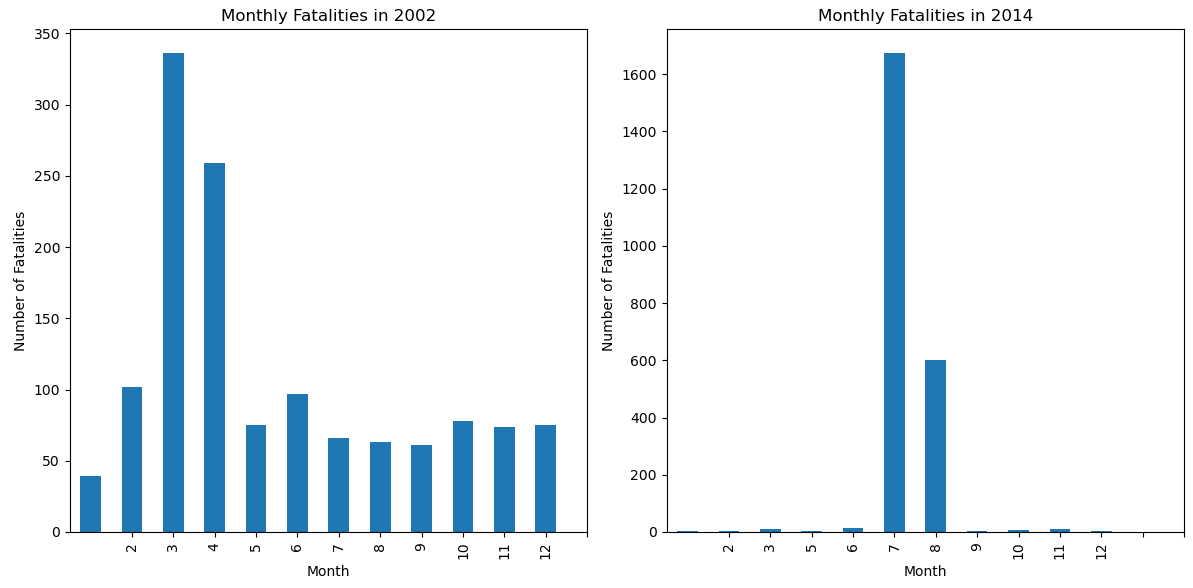 Monthly Fatalities in 2002
350
300
250
200
150
100
50
0
Number of Fatalities
2 3 4 5 6 7 8 9 10 11 12
Month
Monthly Fatalities in 2014
1600
1400
1200
1000
800
600
400
200
0
Number of Fatalities
2 3 5 6 7 8 9 10 11 12
Month